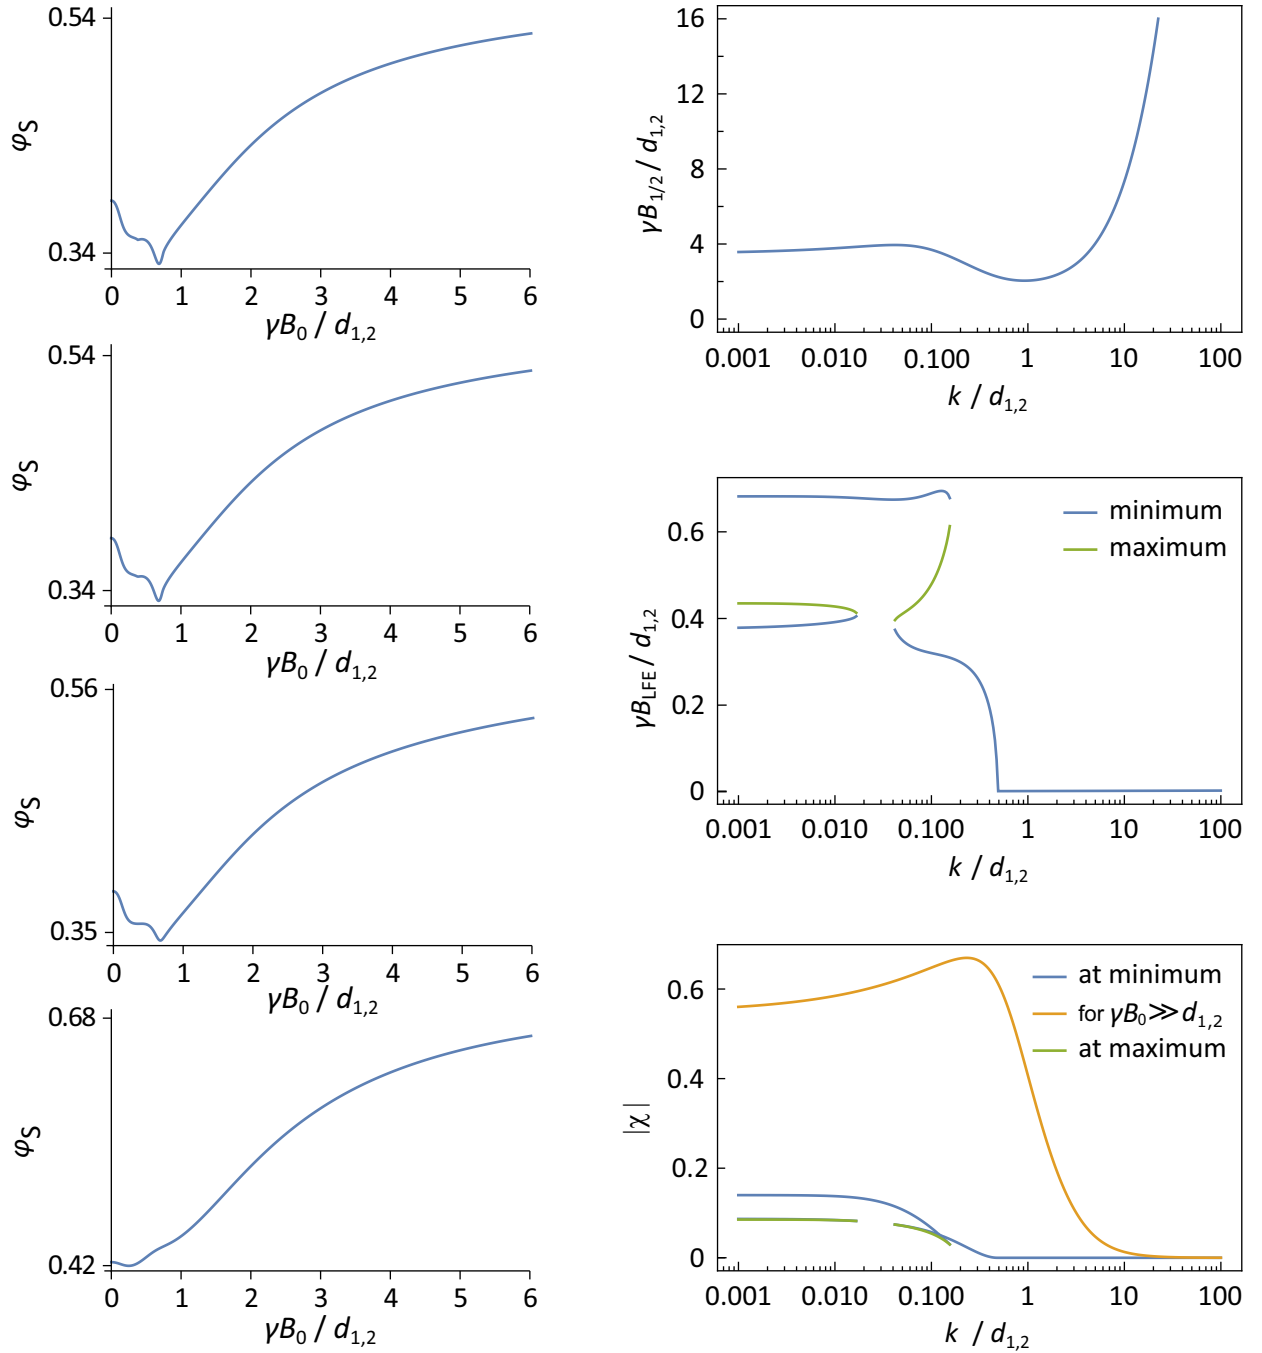 0.54
φS
0.34
0 1 2 3 4 5 6
γB0 / d1,2
0.54
φS
0.34
0 1 2 3 4 5 6
γB0 / d1,2
0.56
φS
0.35
0 1 2 3 4 5 6
γB0 / d1,2
0.68
φS
0.42
0 1 2 3 4 5 6
γB0 / d1,2
16
12
8
4
0
γB1/2 / d1,2
0.001 0.010 0.100 1 10 100
k / d1,2
minimum
maximum
0.6
0.4
0.2
0
γBLFE / d1,2
0.001 0.010 0.100 1 10 100
k / d1,2
at minimum
for γB0≫d1,2
at maximum
0.6
0.4
0.2
0
|χ|
0.001 0.010 0.100 1 10 100
k / d1,2